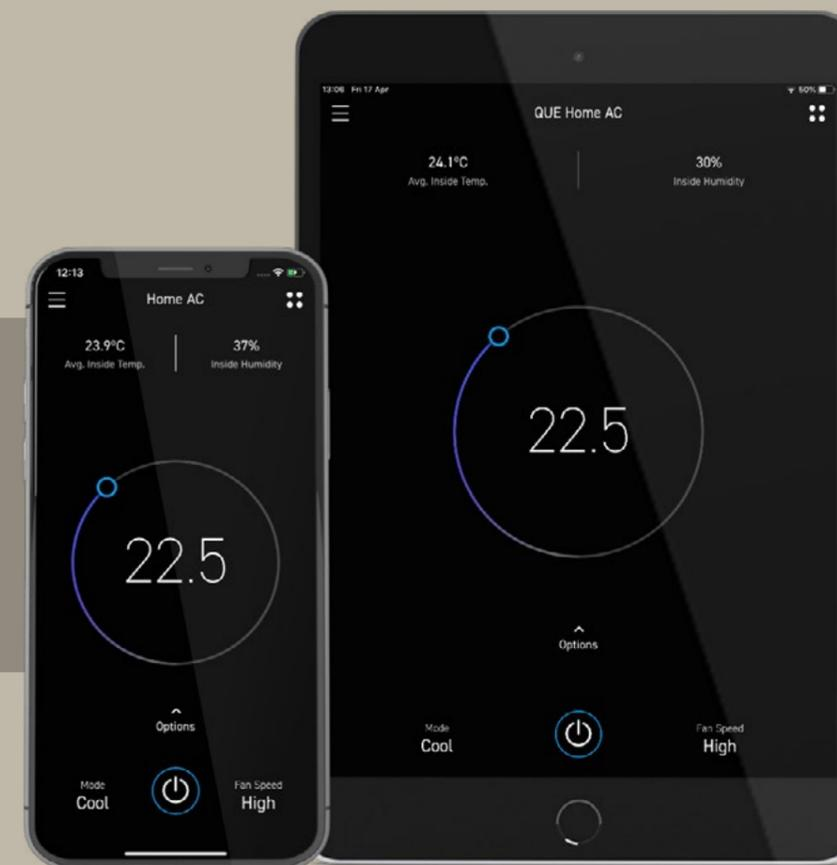 12:13
Home AC
23.9°C
Avg. Inside Temp.
37%
Inside Humidity
22.5
Options
Mode
Cool
Fan Speed
High
13:06 Fri 17 Apr
50%
QUE Home AC
24.1°C
Avg. Inside Temp.
30%
Inside Humidity
22.5
Options
Mode
Cool
Fan Speed
High